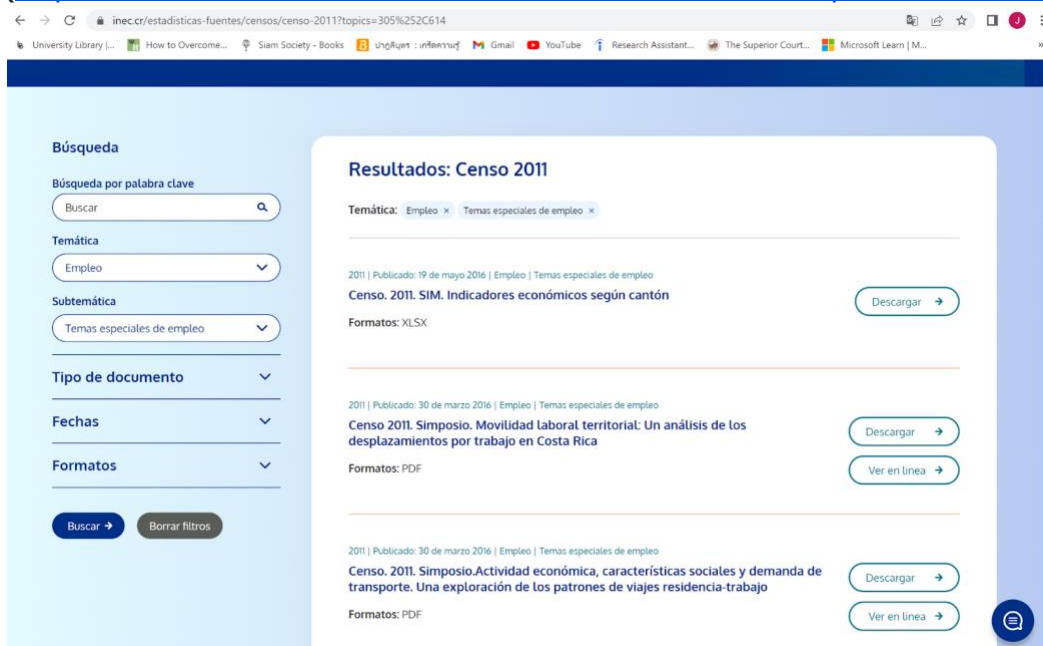 inec.cr/estadisticas-fuentes/censos/censo-2011?topics=305%252C614
University Library |... How to Overcome... Siam Society - Books Gmail YouTube Research Assistant... The Superior Court... Microsoft Learn | M... »
Búsqueda
Búsqueda por palabra clave
Buscar
Temática
Empleo
Subtemática
Temas especiales de empleo
Tipo de documento
Fechas
Formatos
Buscar →
Borrar filtros
Resultados: Censo 2011
Temática: Empleo × Temas especiales de empleo ×
2011 | Publicado: 19 de mayo 2016 | Empleo | Temas especiales de empleo
Censo. 2011. SIM. Indicadores económicos según cantón
Formatos: XLSX
Descargar →
2011 | Publicado: 30 de marzo 2016 | Empleo | Temas especiales de empleo
Censo 2011. Simposio. Movilidad laboral territorial: Un análisis de los
desplazamientos por trabajo en Costa Rica
Formatos: PDF
Descargar →
Ver en linea →
2011 | Publicado: 30 de marzo 2016 | Empleo | Temas especiales de empleo
Censo. 2011. Simposio.Actividad económica, características sociales y demanda de
transporte. Una exploración de los patrones de viajes residencia-trabajo
Formatos: PDF
Descargar →
Ver en linea →